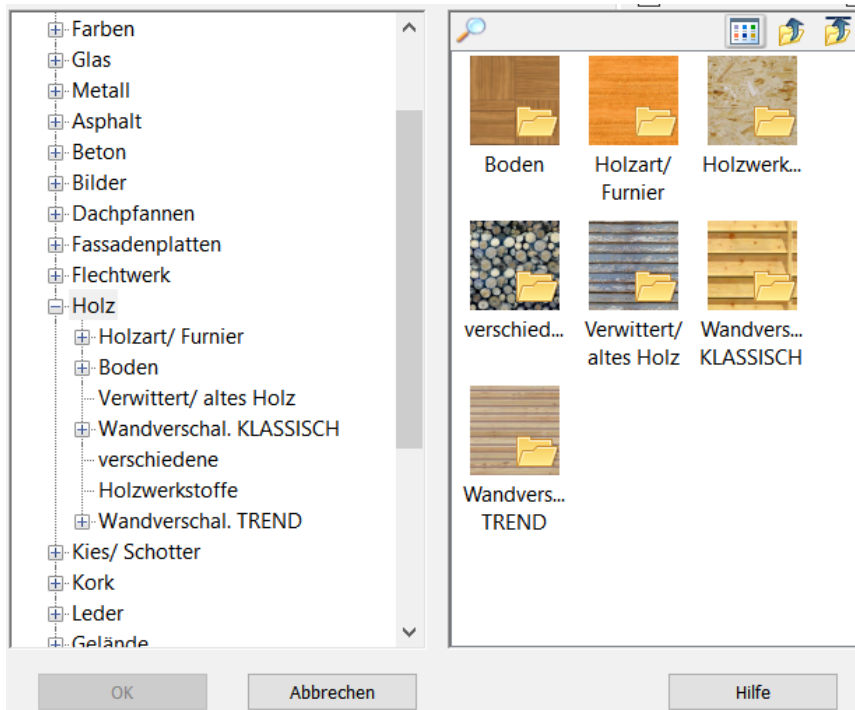 Farben
Glas
Metall
Asphalt
Beton
Bilder
Dachpfannen
Fassadenplatten
Flechtwerk
Holz
Holzart/ Furnier
Boden
Verwittert/ altes Holz
Wandverschal. KLASSISCH
verschiedene
Holzwerkstoffe
Wandverschal. TREND
Kies/ Schotter
Kork
Leder
Gelände
Boden
Holzart/
Furnier
Holzwerk...
verschied...
Verwittert/
altes Holz
Wandvers...
KLASSISCH
Wandvers...
TREND
OK
Abbrechen
Hilfe